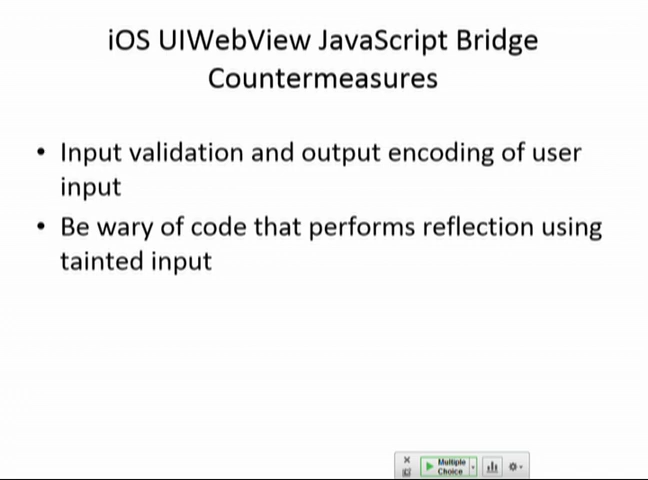 iOS UIWebView JavaScript Bridge
Countermeasures
• Input validation and output encoding of user
input
• Be wary of code that performs reflection using
tainted input
Multiple
Choice